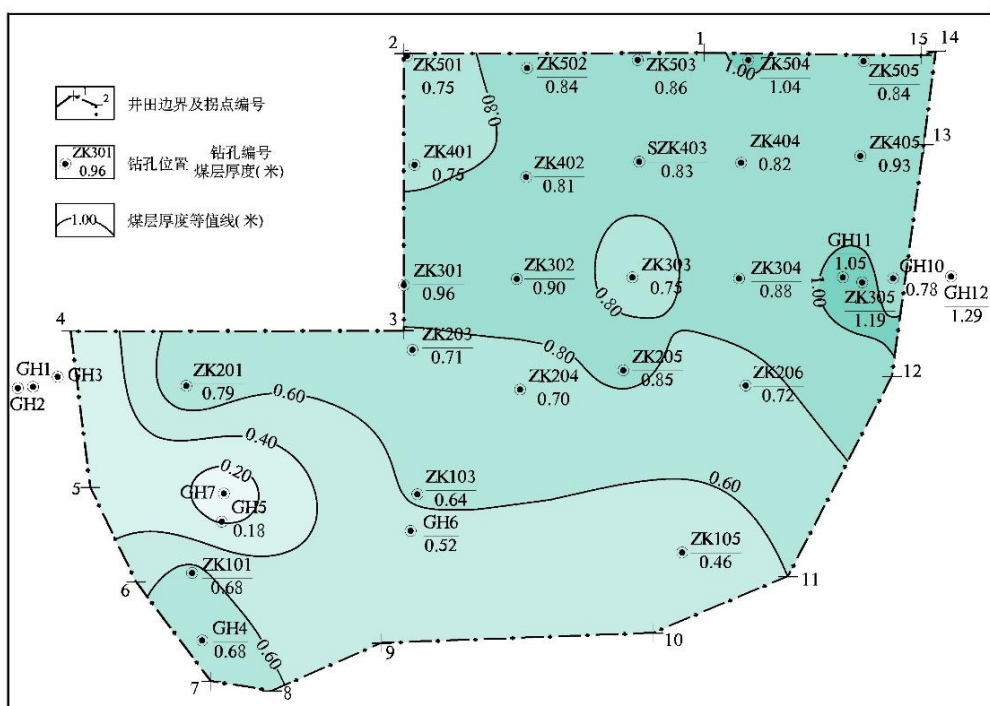 2
1
15
14
ZK501
0.75
ZK502
0.84
ZK503
0.86
1.00
ZK504
1.04
ZK505
0.84
1
2
井田边界及拐点编号
0.80
13
ZK301
0.96
钻孔位置
钻孔编号
煤层厚度(米)
ZK401
0.75
ZK402
0.81
SZK403
0.83
ZK404
0.82
ZK405
0.93
1.00
煤层厚度等值线(米)
ZK301
0.96
ZK302
0.90
ZK303
0.75
0.80
ZK304
0.88
1.00
GH11
1.05
ZK305
1.19
GH10
0.78
GH12
1.29
4
3
ZK203
0.71
0.80
12
GH1
GH2
GH3
ZK201
0.79
0.60
ZK204
0.70
ZK205
0.85
ZK206
0.72
0.40
5
0.20
GH7
GH5
0.18
ZK103
0.64
0.60
GH6
0.52
ZK105
0.46
6
ZK101
0.68
11
GH4
0.68
0.60
9
10
7
8